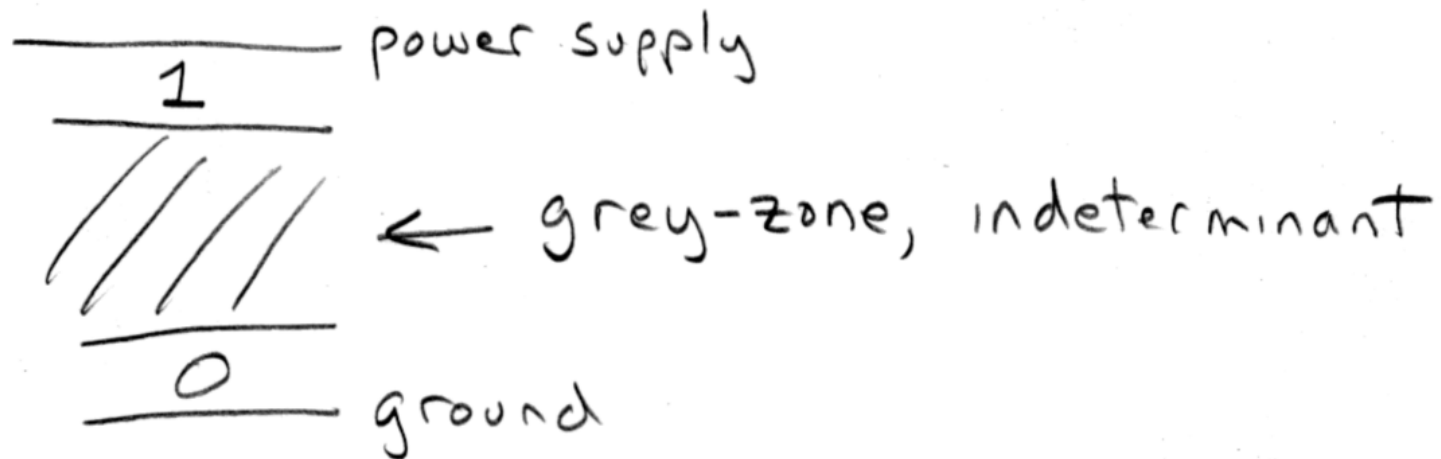 power supply
1
grey-zone, indeterminant
0
ground